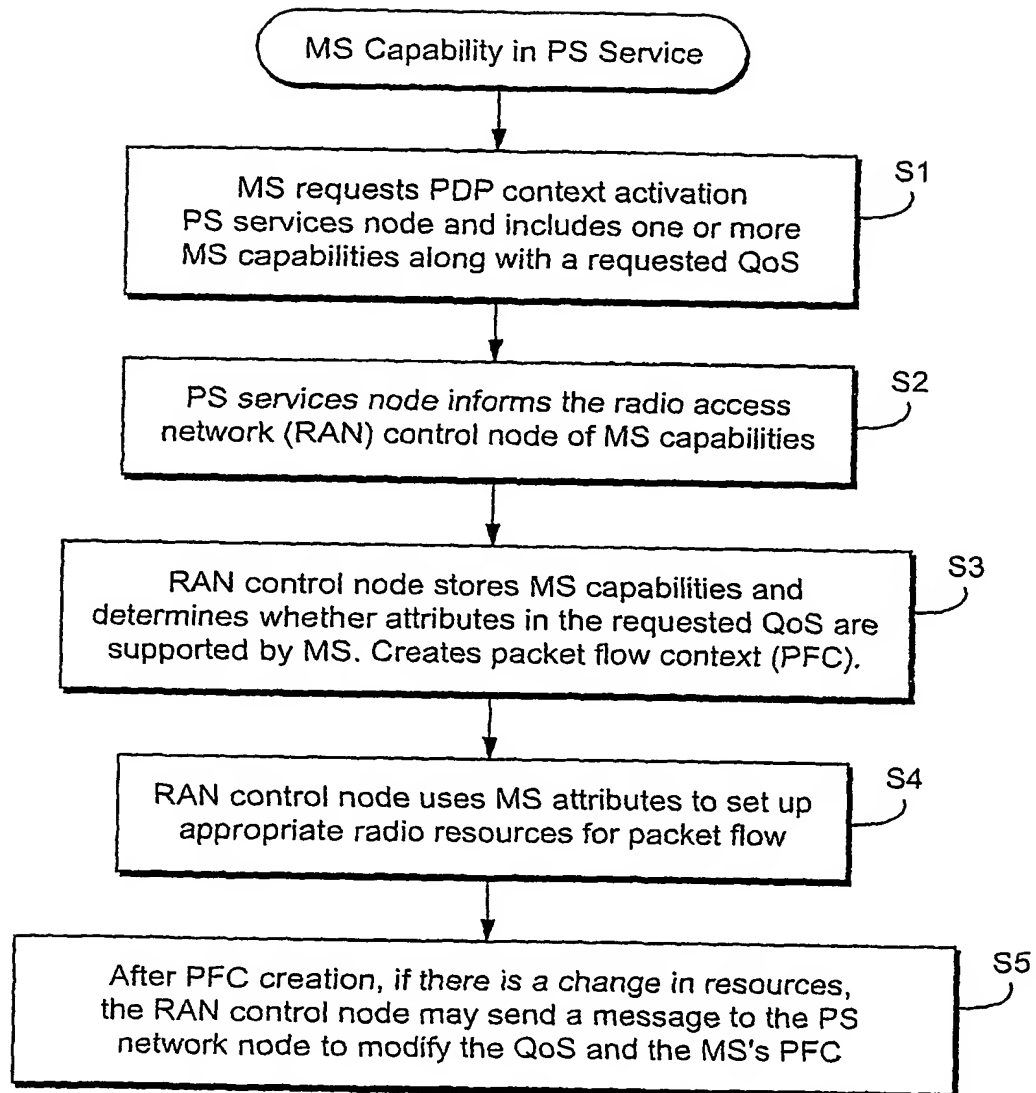 MS Capability in PS Service
S1
MS requests PDP context activation
PS services node and includes one or more
MS capabilities along with a requested QoS
S2
PS services node informs the radio access
network (RAN) control node of MS capabilities
S3
RAN control node stores MS capabilities and
determines whether attributes in the requested QoS are
supported by MS. Creates packet flow context (PFC).
S4
RAN control node uses MS attributes to set up
appropriate radio resources for packet flow
S5
After PFC creation, if there is a change in resources,
the RAN control node may send a message to the PS
network node to modify the QoS and the MS's PFC